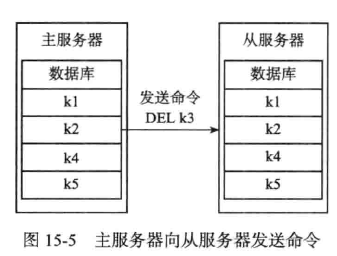 主服务器
数据库
k1
k2
k4
k5
发送命令
DEL k3
从服务器
数据库
k1
k2
k4
k5
图 15-5 主服务器向从服务器发送命令